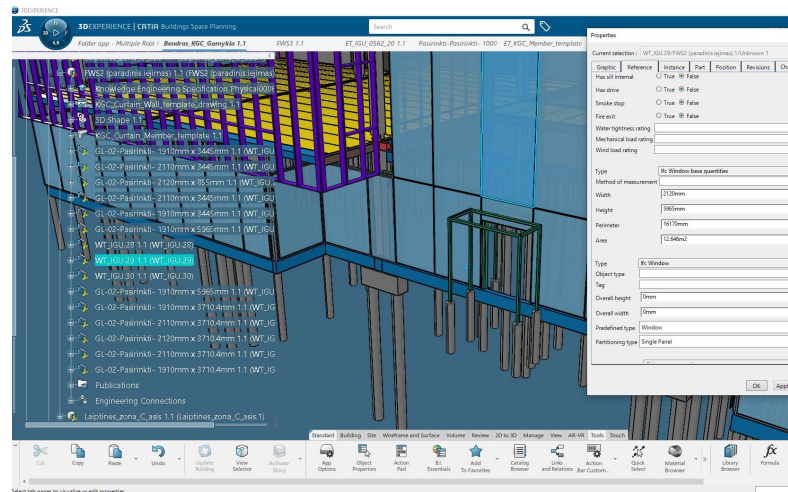 3DEXPERIENCE
3DEXPERIENCE | CATIA Buildings Space Planning
Search
Folder app - Multiple Root I
Bendras_KGC_Gamykla 1.1
FWS3 1.1
ET_IGU_0562_20 1.1
Pasirinkti-Pasirinkti- 1000
ET_KGC_Member_template
FWS2 (paradinis iejimas) 1.1 (FWS2 (paradinis iejimas)
Knowledge Engineering Specification Physical0006
KGC_Curtain_Wall_template_drawing 1.1
3D Shape 1.1
KGC_Curtain_Member_template 1.1
GL-02-Pasirinkti- 1910mm x 3445mm 1.1 (WT_IGU
GL-02-Pasirinkti- 2110mm x 3445mm 1.1 (WT_IGU
GL-02-Pasirinkti- 2120mm x 855mm 1.1 (WT_IGU.
GL-02-Pasirinkti- 2110mm x 3445mm 1.1 (WT_IGU
GL-02-Pasirinkti- 1910mm x 3445mm 1.1 (WT_IGU
GL-02-Pasirinkti- 1910mm x 5965mm 1.1 (WT_IGU
WT_IGU.28 1.1 (WT_IGU.28)
WT_IGU.29 1.1 (WT_IGU.29)
WT_IGU.30 1.1 (WT_IGU.30)
GL-02-Pasirinkti- 1910mm x 5965mm 1.1 (WT_IG
GL-02-Pasirinkti- 1910mm x 3710.4mm 1.1 (WT_IG
GL-02-Pasirinkti- 2110mm x 3710.4mm 1.1 (WT_IG
GL-02-Pasirinkti- 2120mm x 3710.4mm 1.1 (WT_IG
GL-02-Pasirinkti- 2110mm x 3710.4mm 1.1 (WT_IG
GL-02-Pasirinkti- 1910mm x 3710.4mm 1.1 (WT_IG
Publications
Engineering Connections
Laiptines_zona_C_asis 1.1 (Laiptines_zona_C_asis.1)
Properties
Current selection : WT_IGU.29/FWS2 (paradinis iejimas).1/Unknown 1
Graphic Reference Instance Part Position Revisions
Has sill internal True False
Has drive True False
Smoke stop True False
Fire exit True False
Water tightness rating
Mechanical load rating
Wind load rating
Type Ifc Window base quantities
Method of measurement
Width 2120mm
Height 5965mm
Perimeter 16170mm
Area 12.646m2
Type Ifc Window
Object type
Tag
Overall height 0mm
Overall width 0mm
Predefined type Window
Partitioning type Single Panel
OK Appl
Standard Building Site Wireframe and Surface Volume Review 2D to 3D Manage View AR-VR Tools Touch
Cut
Copy
Paste
Undo
Update Building
View Selector
Activate Story
App Options
Object Properties
Action Pad
B.I. Essentials
Add To Favorites
Catalog Browser
Links and Relations
Action Bar Custom...
Quick Select
Material Browser
Library Browser
fx
Formula
Select tab pages to visualize or edit properties